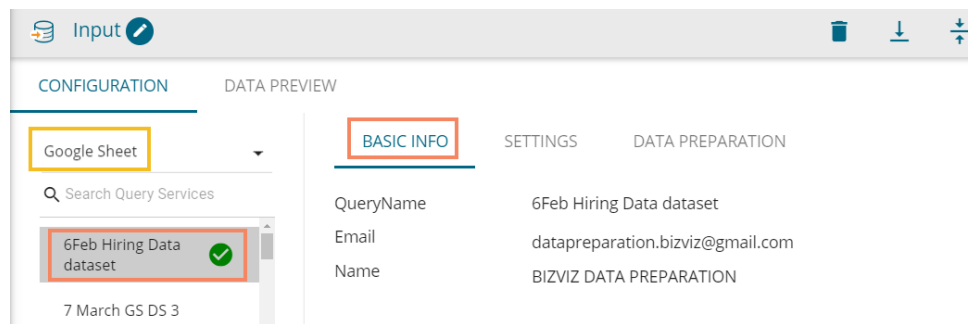 Input
CONFIGURATION DATA PREVIEW
Google Sheet
Search Query Services
6Feb Hiring Data
dataset
7 March GS DS 3
BASIC INFO SETTINGS DATA PREPARATION
QueryName 6Feb Hiring Data dataset
Email datapreparation.bizviz@gmail.com
Name BIZVIZ DATA PREPARATION